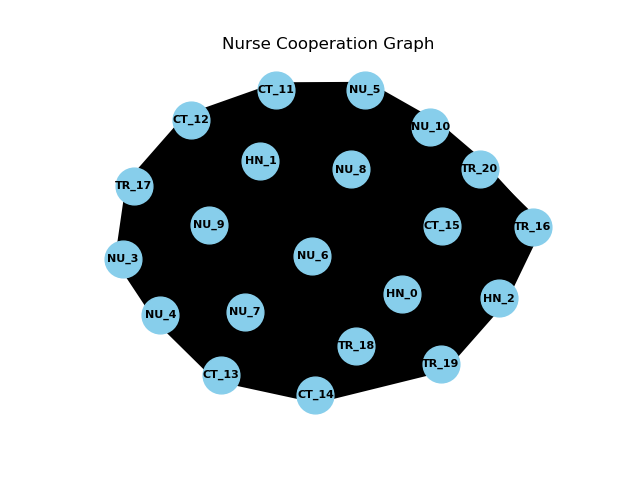 Nurse Cooperation Graph
CT_11
NU_5
CT_12
NU_10
HN_1
NU_8
TR_20
TR_17
NU_9
CT_15
TR_16
NU_3
NU_6
HN_0
HN_2
NU_4
NU_7
TR_18
TR_19
CT_13
CT_14